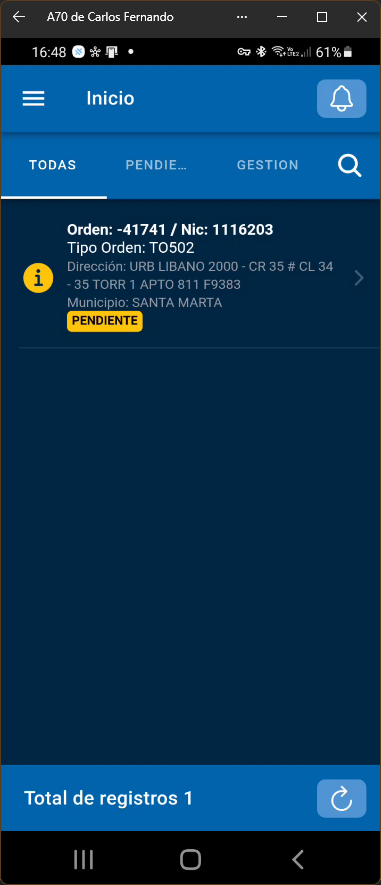 A70 de Carlos Fernando
16:48
Vo
LTE2
61%
Inicio
TODAS
PENDIE...
GESTION
Orden: -41741 / Nic: 1116203
Tipo Orden: TO502
Dirección: URB LIBANO 2000 - CR 35 # CL 34
- 35 TORR 1 APTO 811 F9383
Municipio: SANTA MARTA
PENDIENTE
Total de registros 1